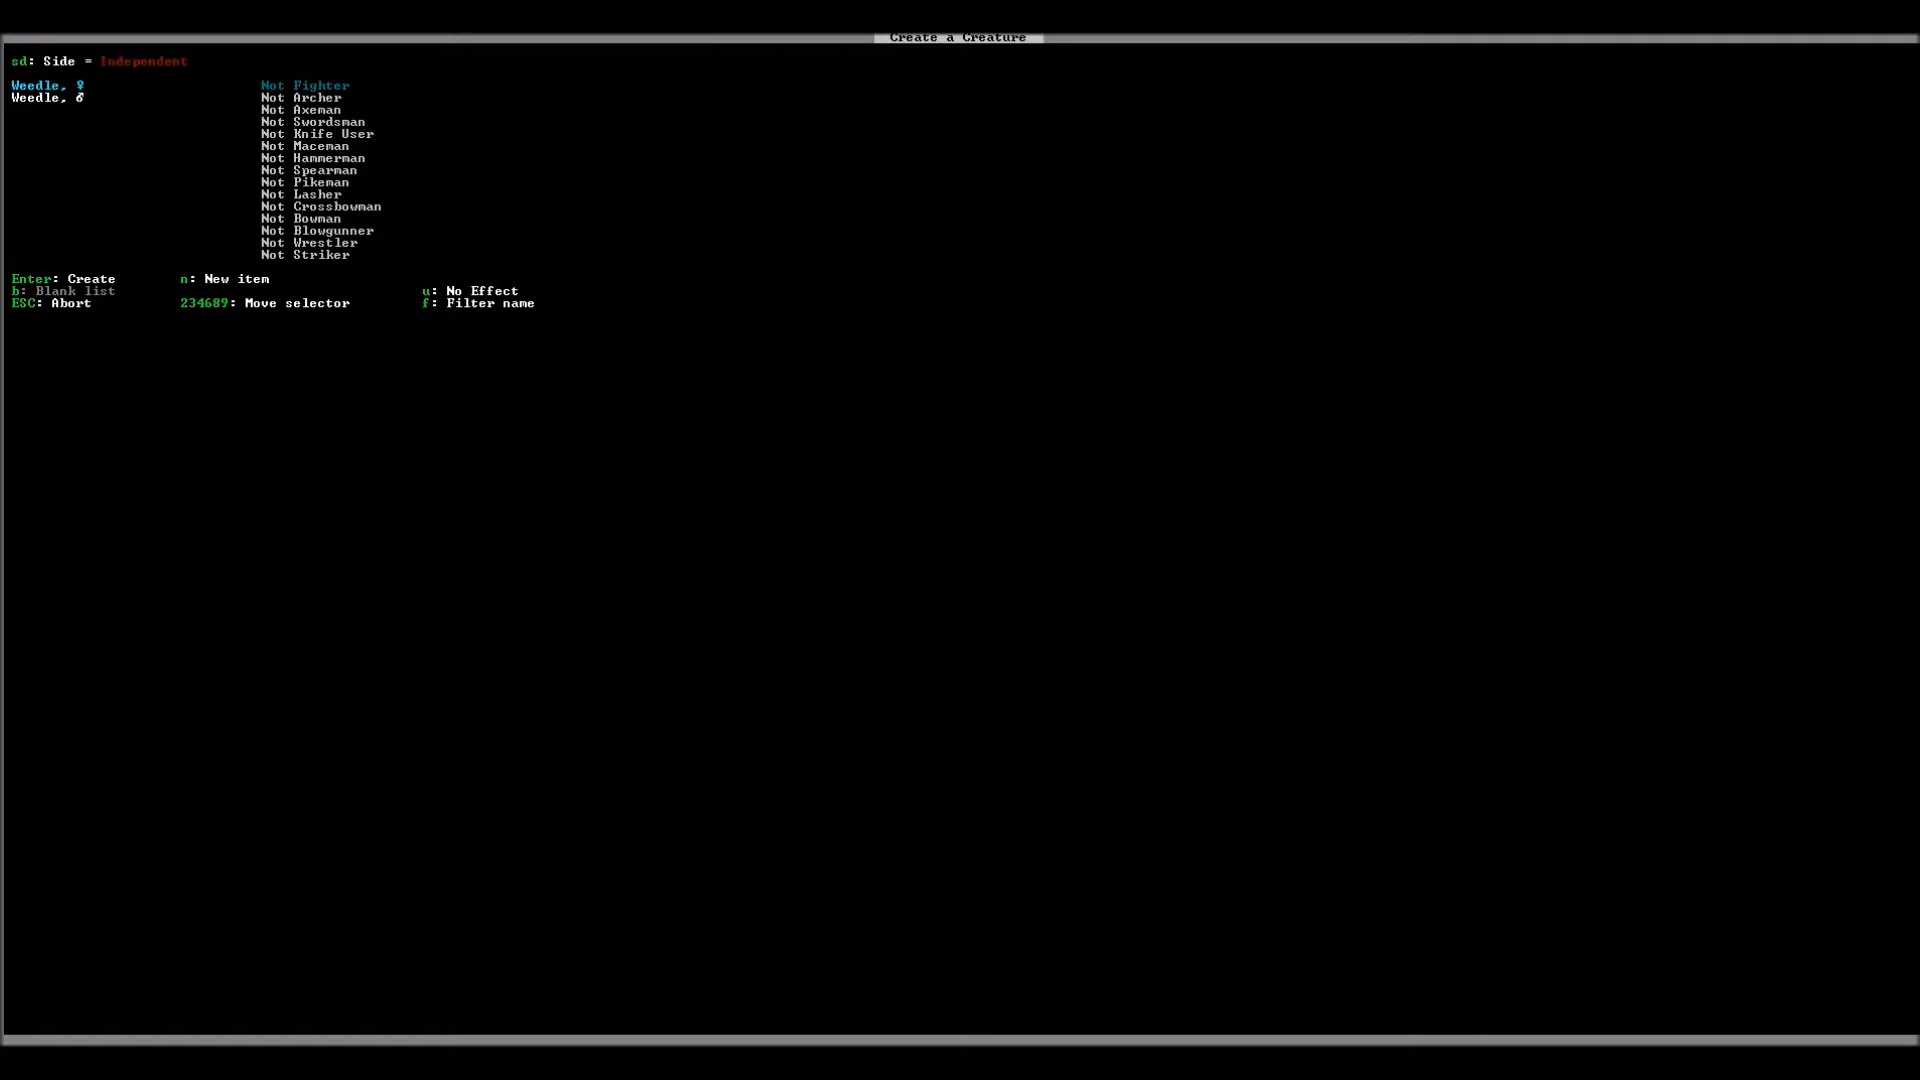 Create a Creature
sd: Side = Independent
Weedle, ♀ Not Fighter
Weedle, ♂ Not Archer
Not Axeman
Not Swordsman
Not Knife User
Not Maceman
Not Hammerman
Not Spearman
Not Pikeman
Not Lasher
Not Crossbowman
Not Bowman
Not Blowgunner
Not Wrestler
Not Striker
Enter: Create n: New item
b: Blank list u: No Effect
ESC: Abort 234689: Move selector f: Filter name